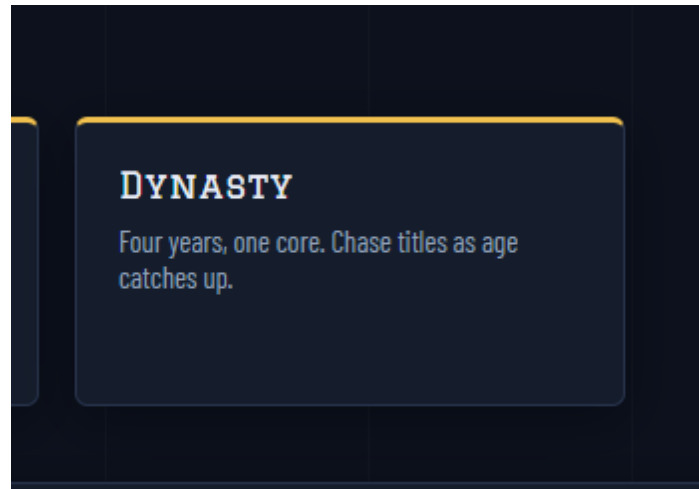 Dynasty
Four years, one core. Chase titles as age
catches up.